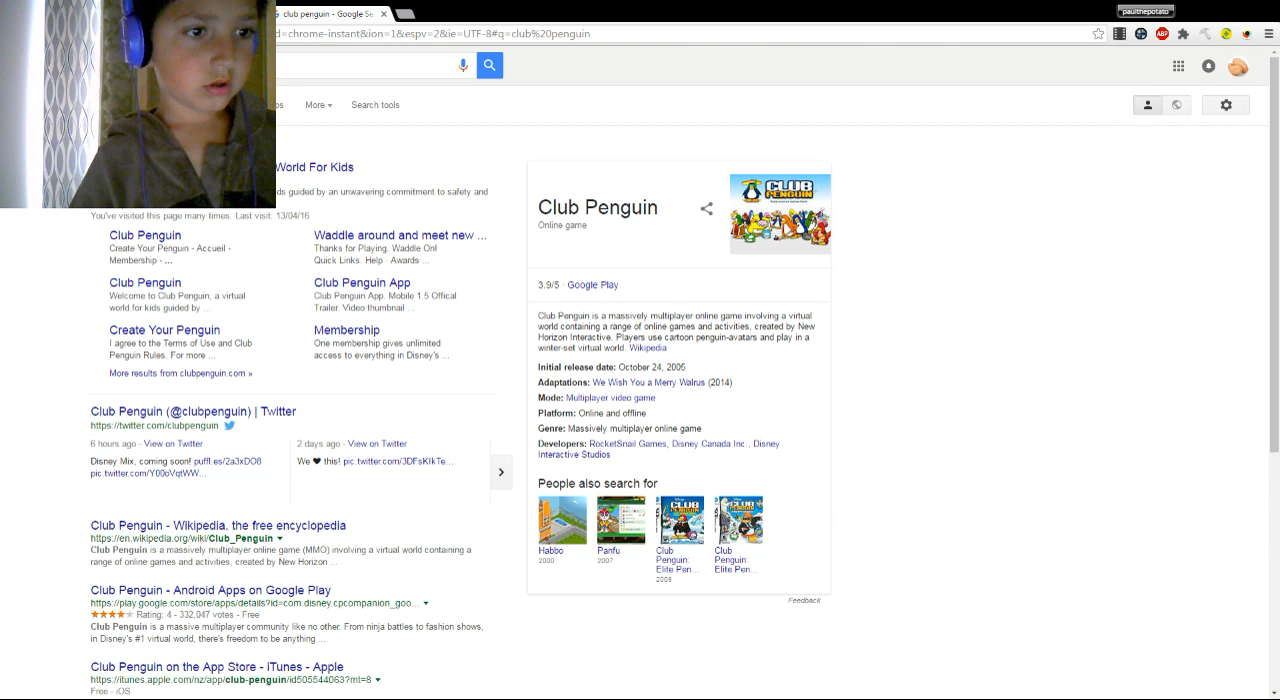 club penguin - Google Se
paulthepotato
d=chrome-instant&ion=1&espv=2&ie=UTF-8#q=club%20penguin
ABP
ps More Search tools
World For Kids
ds guided by an unwavering commitment to safety and
You've visited this page many times. Last visit: 13/04/16
Club Penguin
Create Your Penguin - Accueil -
Membership - ...
Waddle around and meet new ...
Thanks for Playing. Waddle On!
Quick Links. Help · Awards ...
Club Penguin
Welcome to Club Penguin, a virtual
world for kids guided by ...
Club Penguin App
Club Penguin App. Mobile 1.5 Offical
Trailer. Video thumbnail ...
Create Your Penguin
I agree to the Terms of Use and Club
Penguin Rules. For more ...
Membership
One membership gives unlimited
access to everything in Disney's ...
More results from clubpenguin.com »
Club Penguin (@clubpenguin) | Twitter
https://twitter.com/clubpenguin
6 hours ago - View on Twitter
Disney Mix, coming soon! puffl.es/2a3xDO8
pic.twitter.com/Y00oVqtWW...
2 days ago - View on Twitter
We ❤ this! pic.twitter.com/3DFsKIkTe...
Club Penguin - Wikipedia, the free encyclopedia
https://en.wikipedia.org/wiki/Club_Penguin
Club Penguin is a massively multiplayer online game (MMO) involving a virtual world containing a
range of online games and activities, created by New Horizon ...
Club Penguin - Android Apps on Google Play
https://play.google.com/store/apps/details?id=com.disney.cpcompanion_goo...
Rating: 4 - 332,047 votes - Free
Club Penguin is a massive multiplayer community like no other. From ninja battles to fashion shows,
in Disney's #1 virtual world, there's freedom to be anything ...
Club Penguin on the App Store - iTunes - Apple
https://itunes.apple.com/nz/app/club-penguin/id505544063?mt=8
Free - iOS
Club Penguin
Online game
CLUB PENGUIN
3.9/5 · Google Play
Club Penguin is a massively multiplayer online game involving a virtual
world containing a range of online games and activities, created by New
Horizon Interactive. Players use cartoon penguin-avatars and play in a
winter-set virtual world. Wikipedia
Initial release date: October 24, 2005
Adaptations: We Wish You a Merry Walrus (2014)
Mode: Multiplayer video game
Platform: Online and offline
Genre: Massively multiplayer online game
Developers: RocketSnail Games, Disney Canada Inc., Disney
Interactive Studios
People also search for
Habbo
2000
Panfu
2007
Club
Penguin:
Elite Pen...
2008
Club
Penguin:
Elite Pen...
Feedback